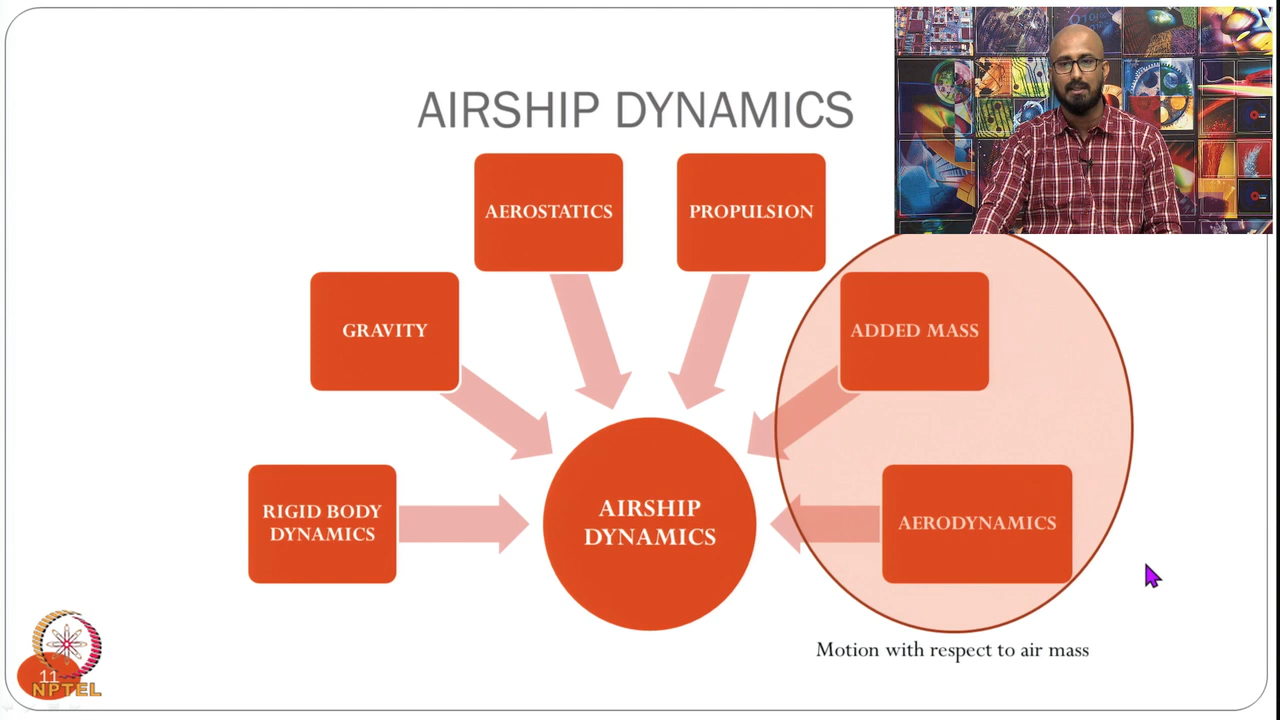 AIRSHIP DYNAMICS
AEROSTATICS
PROPULSION
GRAVITY
ADDED MASS
RIGID BODY
DYNAMICS
AIRSHIP
DYNAMICS
AERODYNAMICS
Motion with respect to air mass
11
NPTEL